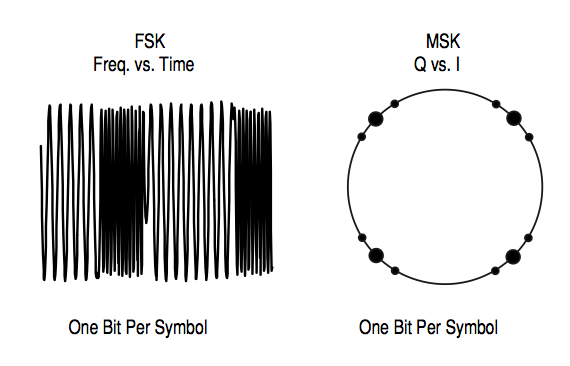 FSK
Freq. vs. Time
MSK
Q vs. I
One Bit Per Symbol
One Bit Per Symbol